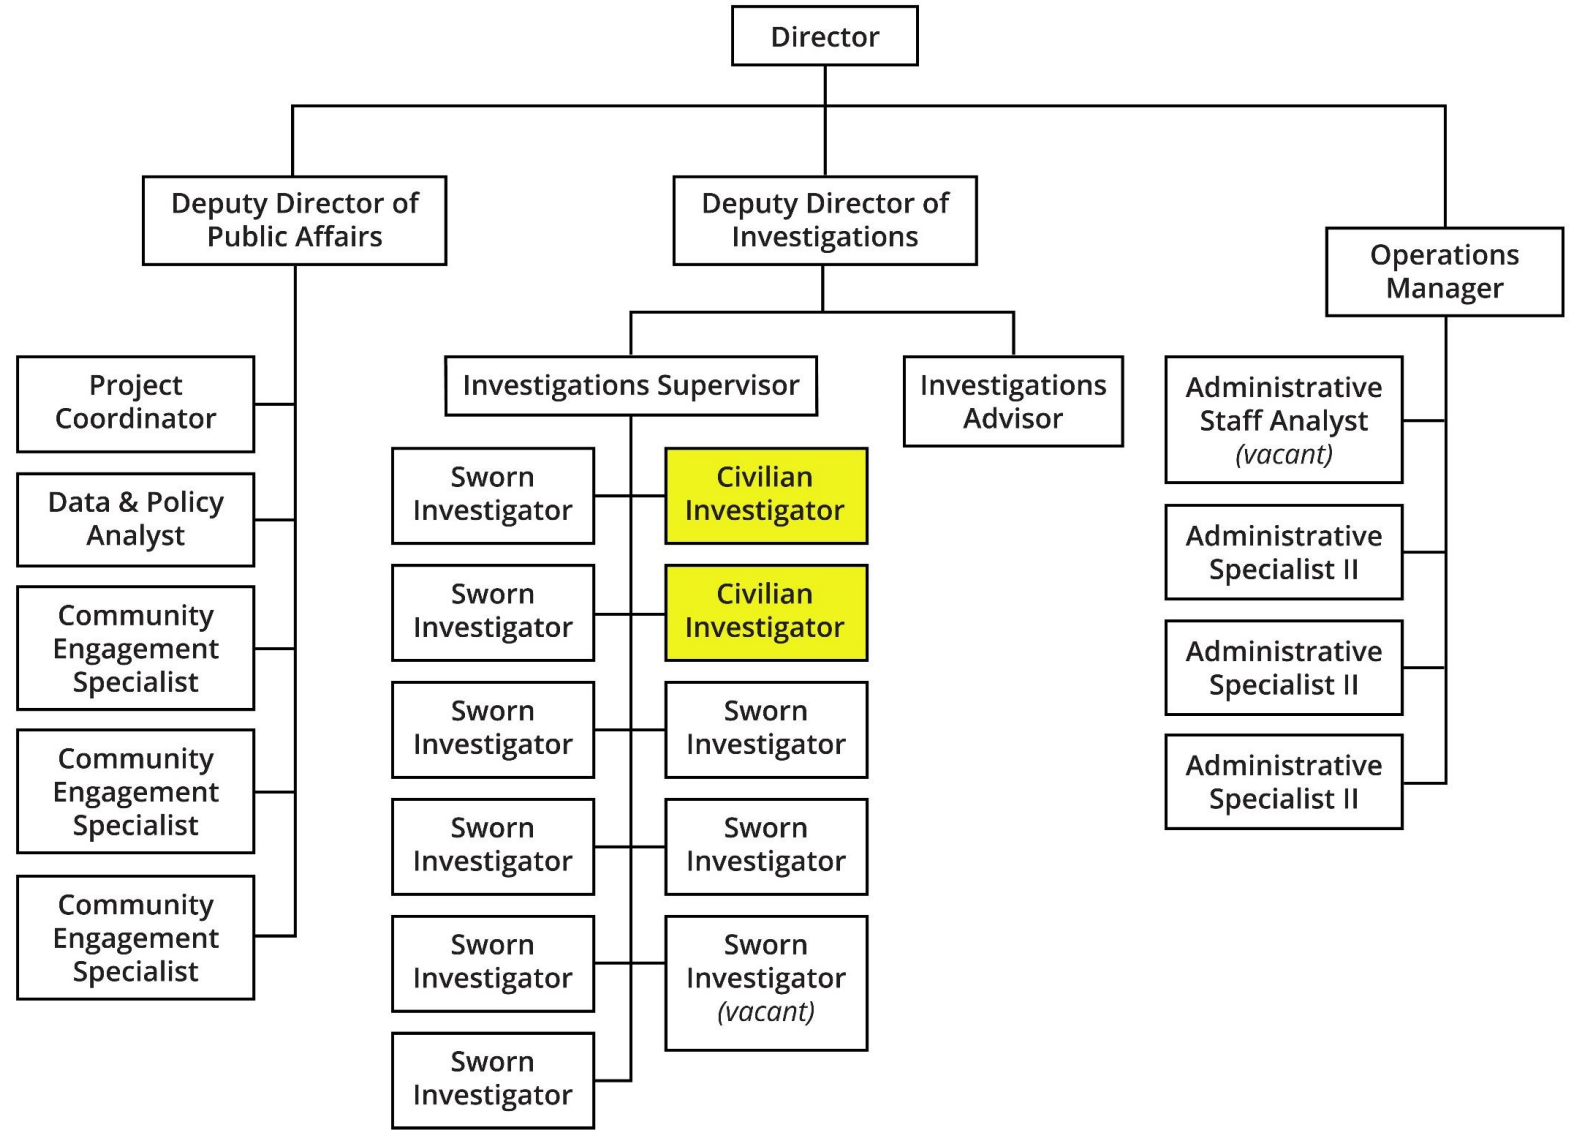 Director
Deputy Director of
Public Affairs
Deputy Director of
Investigations
Operations
Manager
Project
Coordinator
Data & Policy
Analyst
Community
Engagement
Specialist
Community
Engagement
Specialist
Community
Engagement
Specialist
Investigations Supervisor
Investigations
Advisor
Sworn
Investigator
Sworn
Investigator
Sworn
Investigator
Sworn
Investigator
Sworn
Investigator
Sworn
Investigator
Civilian
Investigator
Civilian
Investigator
Sworn
Investigator
Sworn
Investigator
Sworn
Investigator
(vacant)
Administrative
Staff Analyst
(vacant)
Administrative
Specialist II
Administrative
Specialist II
Administrative
Specialist II